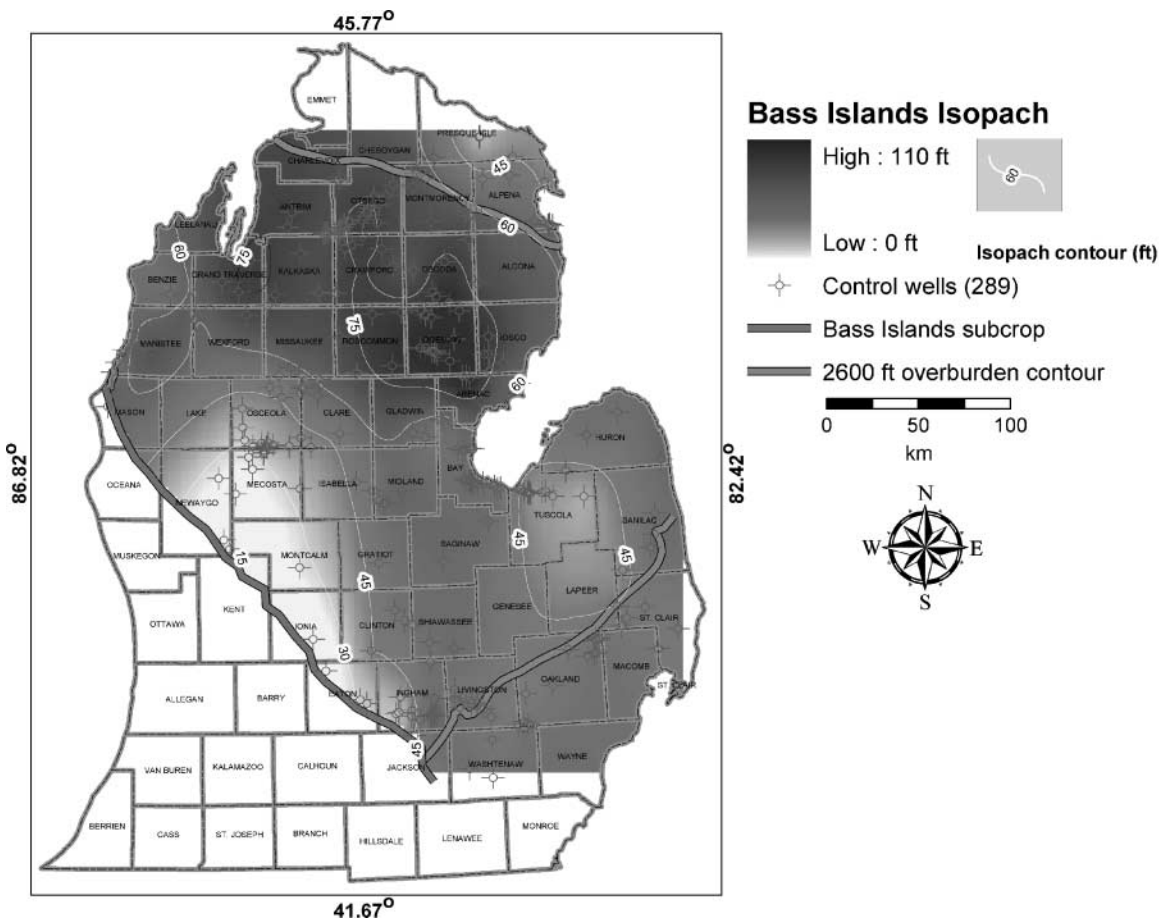 45.77°
EMMET
PRESQUE ISLE
CHEBOYGAN
CHARLEVOIX
45
ALPENA
ANTRIM
OTSEGO
MONTMORENCY
LEELANAU
60
60
75
BENZIE
GRAND TRAVERSE
KALKASKA
CRAWFORD
OSCODA
ALCONA
75
MANISTEE
WEXFORD
MISSAUKEE
ROSCOMMON
OGEMAW
IOSCO
60
ARENAC
MASON
LAKE
OSCEOLA
CLARE
GLADWIN
HURON
86.82°
82.42°
OCEANA
NEWAYGO
MECOSTA
ISABELLA
MIDLAND
BAY
TUSCOLA
SANILAC
MUSKEGON
15
MONTCALM
GRATIOT
SAGINAW
45
45
45
LAPEER
GENESEE
OTTAWA
KENT
IONIA
CLINTON
SHIAWASSEE
ST. CLAIR
30
MACOMB
ALLEGAN
BARRY
EATON
INGHAM
LIVINGSTON
OAKLAND
ST. CLAIR
45
VAN BUREN
KALAMAZOO
CALHOUN
JACKSON
WASHTENAW
WAYNE
BERRIEN
CASS
ST. JOSEPH
BRANCH
HILLSDALE
LENAWEE
MONROE
41.67°
Bass Islands Isopach
High : 110 ft
60
Low : 0 ft
Isopach contour (ft)
Control wells (289)
Bass Islands subcrop
2600 ft overburden contour
0 50 100
km
N
W E
S